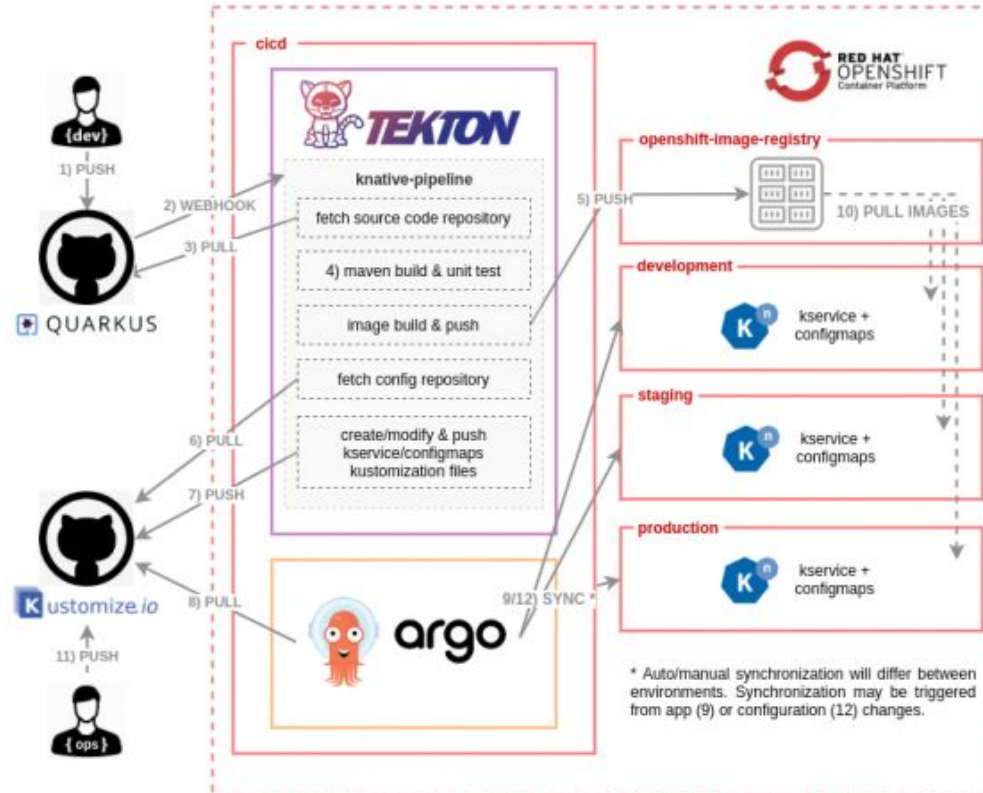 cicd
RED HAT
OPENSHIFT
Container Platform
{dev}
TEKTON
openshift-image-registry
1) PUSH
knative-pipeline
2) WEBHOOK
fetch source code repository
5) PUSH
10) PULL IMAGES
3) PULL
4) maven build & unit test
development
QUARKUS
image build & push
K
n
kservice +
configmaps
fetch config repository
staging
6) PULL
create/modify & push
kservice/configmaps
kustomization files
K
n
kservice +
configmaps
7) PUSH
production
K
n
kservice +
configmaps
Kustomize.io
8) PULL
9/12) SYNC *
argo
11) PUSH
* Auto/manual synchronization will differ between
environments. Synchronization may be triggered
from app (9) or configuration (12) changes.
{ops}